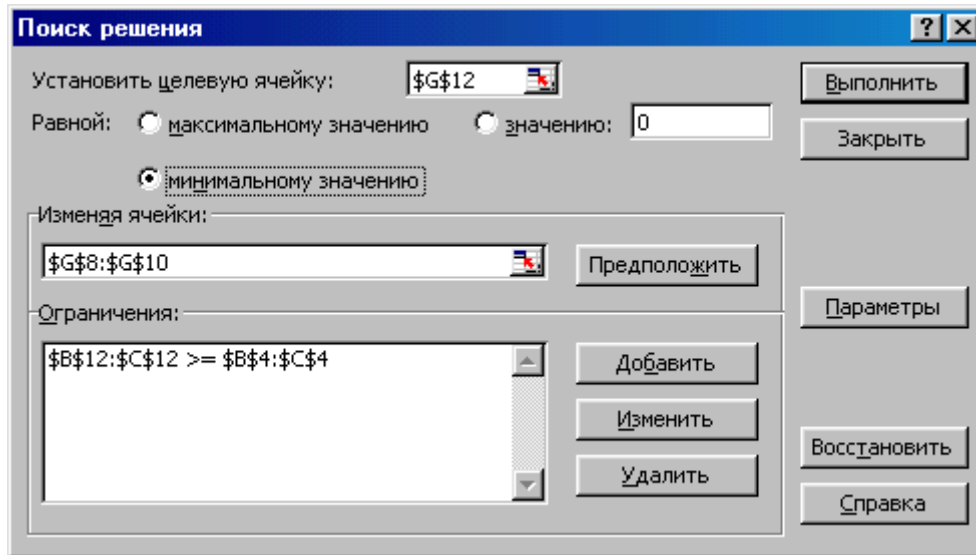 Поиск решения
Установить целевую ячейку: $G$12
Выполнить
Равной: максимальному значению значению: 0
Закрыть
минимальному значению
Изменяя ячейки:
$G$8:$G$10
Предположить
Параметры
Ограничения:
$B$12:$C$12 >= $B$4:$C$4
Добавить
Изменить
Удалить
Восстановить
Справка